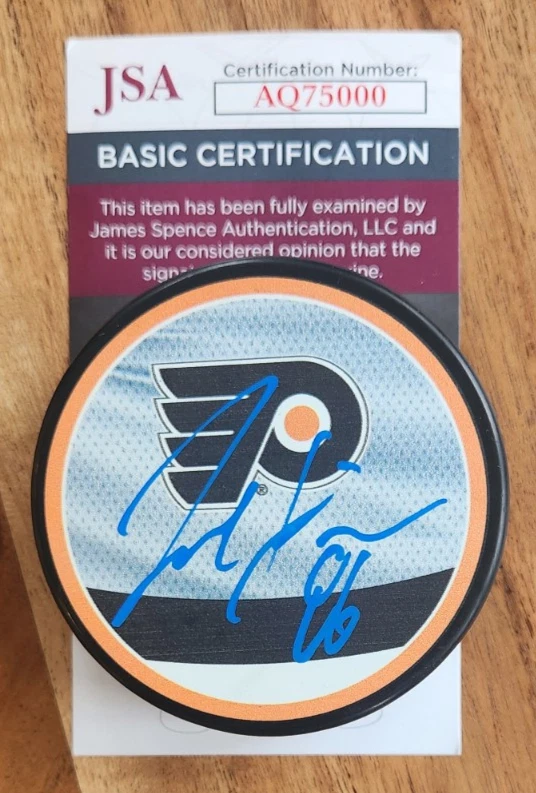 JSA
Certification Number:
AQ75000
BASIC CERTIFICATION
This item has been fully examined by
James Spence Authentication, LLC and
it is our considered opinion that the
®
96